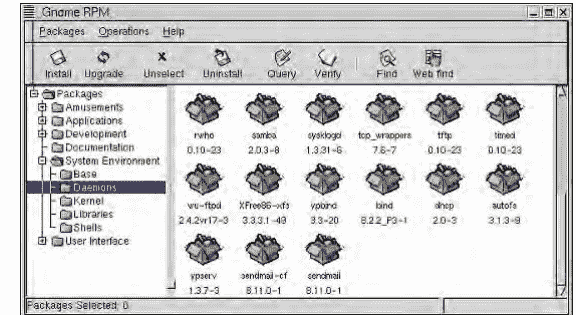 Gnome RPM
Packages Operations Help
Install Upgrade Unselect Uninstall Query Verify Find Web find
Packages
Amusements
Applications
Development
Documentation
System Environment
Base
Daemons
Kernel
Libraries
Shells
User Interface
rwho samba sysklogd tcp_wrappers tftp timed
0.10-23 2.0.3-8 1.3.31-6 7.6-7 0.10-23 0.10-23
wu-ftpd XFree86-xfs ypbind bind dhcp autofs
2.4.2vr17-3 3.3.3.1-49 3.3-20 8.2.2_P3-1 2.0-3 3.1.3-9
ypserv sendmail-cf sendmail
1.3.7-3 8.11.0-1 8.11.0-1
Packages Selected: 0